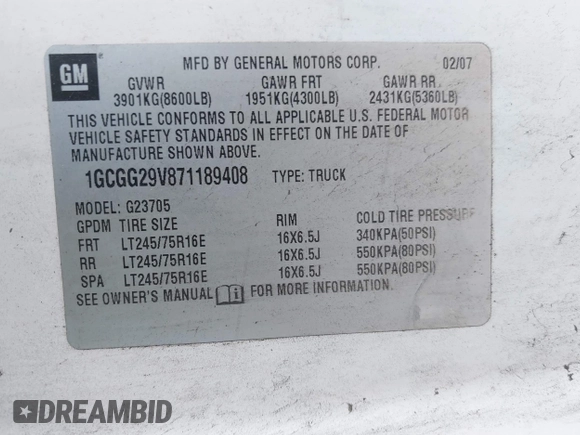 GM
MFD BY GENERAL MOTORS CORP. 02/07
GVWR GAWR FRT GAWR RR
3901KG(8600LB) 1951KG(4300LB) 2431KG(5360LB)
THIS VEHICLE CONFORMS TO ALL APPLICABLE U.S. FEDERAL MOTOR
VEHICLE SAFETY STANDARDS IN EFFECT ON THE DATE OF
MANUFACTURE SHOWN ABOVE.
1GCGG29V871189408 TYPE: TRUCK
MODEL: G23705
GPDM TIRE SIZE RIM COLD TIRE PRESSURE
FRT LT245/75R16E 16X6.5J 340KPA(50PSI)
RR LT245/75R16E 16X6.5J 550KPA(80PSI)
SPA LT245/75R16E 16X6.5J 550KPA(80PSI)
SEE OWNER'S MANUAL FOR MORE INFORMATION.
DREAMBID